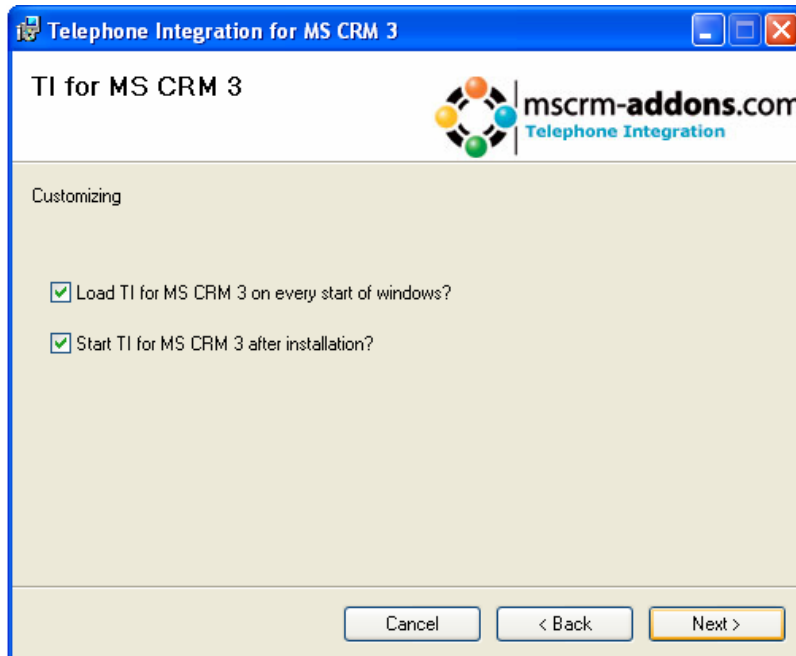 Telephone Integration for MS CRM 3
TI for MS CRM 3
mscrm-addons.com
Telephone Integration
Customizing
Load TI for MS CRM 3 on every start of windows?
Start TI for MS CRM 3 after installation?
Cancel
< Back
Next >